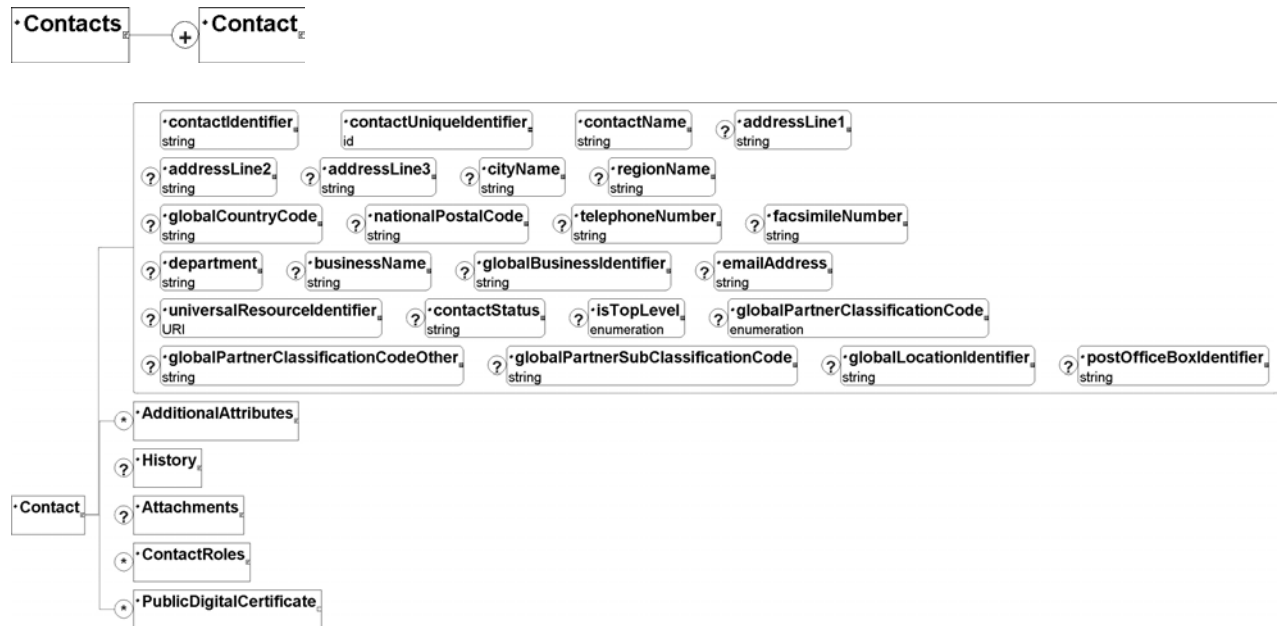 Contacts + Contact
contactIdentifier contactUniqueIdentifier contactName ? addressLine1
string id string string
? addressLine2 ? addressLine3 ? cityName ? regionName
string string string string
? globalCountryCode ? nationalPostalCode ? telephoneNumber ? facsimileNumber
string string string string
? department ? businessName ? globalBusinessIdentifier ? emailAddress
string string string string
? universalResourceIdentifier ? contactStatus ? isTopLevel ? globalPartnerClassificationCode
URI string enumeration enumeration
? globalPartnerClassificationCodeOther ? globalPartnerSubClassificationCode ? globalLocationIdentifier ? postOfficeBoxIdentifier
string string string string
* AdditionalAttributes
? History
Contact ? Attachments
* ContactRoles
* PublicDigitalCertificate